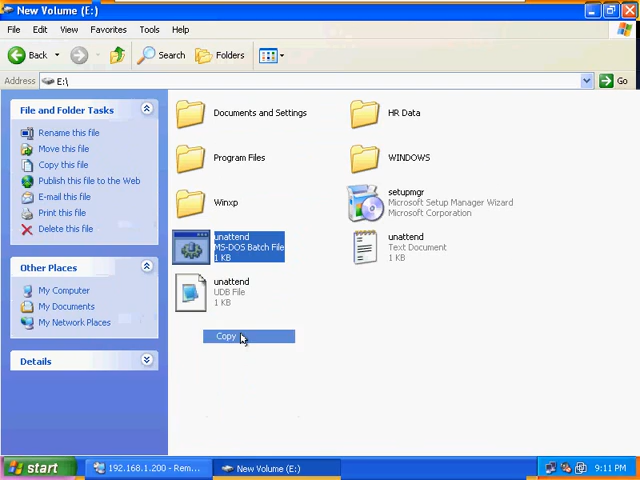 New Volume (E:)
File Edit View Favorites Tools Help
Back Search Folders
Address E:\ Go
File and Folder Tasks
Rename this file
Move this file
Copy this file
Publish this file to the Web
E-mail this file
Print this file
Delete this file
Other Places
My Computer
My Documents
My Network Places
Details
Documents and Settings
HR Data
Program Files
WINDOWS
Winxp
setupmgr
Microsoft Setup Manager Wizard
Microsoft Corporation
unattend
MS-DOS Batch File
1 KB
unattend
Text Document
1 KB
unattend
UDB File
1 KB
Copy
start 192.168.1.200 - Rem... New Volume (E:) 9:11 PM